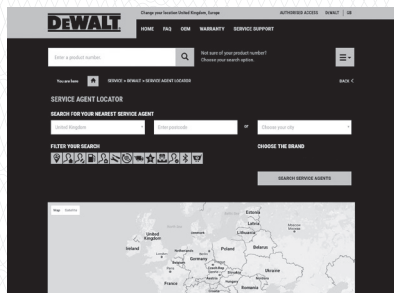 DEWALT
Change your location United Kingdom, Europe
AUTHORISED ACCESS DEWALT GB
HOME FAQ OEM WARRANTY SERVICE SUPPORT
Enter a product number.
Not sure of your product number?
Choose your search option.
You are here:
SERVICE > DEWALT > SERVICE AGENT LOCATOR
BACK <
SERVICE AGENT LOCATOR
SEARCH FOR YOUR NEAREST SERVICE AGENT
United Kingdom
Enter postcode
or
Choose your city
FILTER YOUR SEARCH
CHOOSE THE BRAND
SEARCH SERVICE AGENTS
Map
Estonia
Latvia
Lithuania
United
Kingdom
Ireland
Netherlands
Poland
Belarus
Germany
Ukraine
Austria
France
Romania